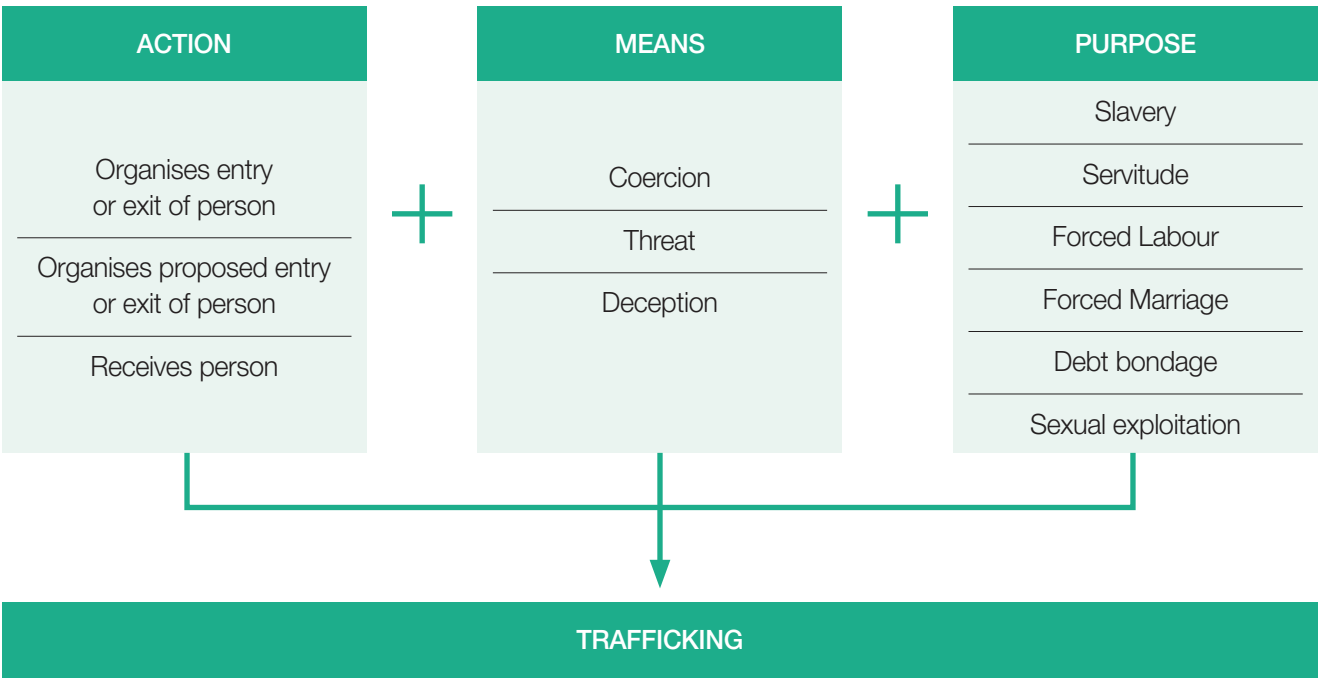 ACTION
Organises entry
or exit of person
Organises proposed entry
or exit of person
Receives person
MEANS
Coercion
Threat
Deception
PURPOSE
Slavery
Servitude
Forced Labour
Forced Marriage
Debt bondage
Sexual exploitation
TRAFFICKING